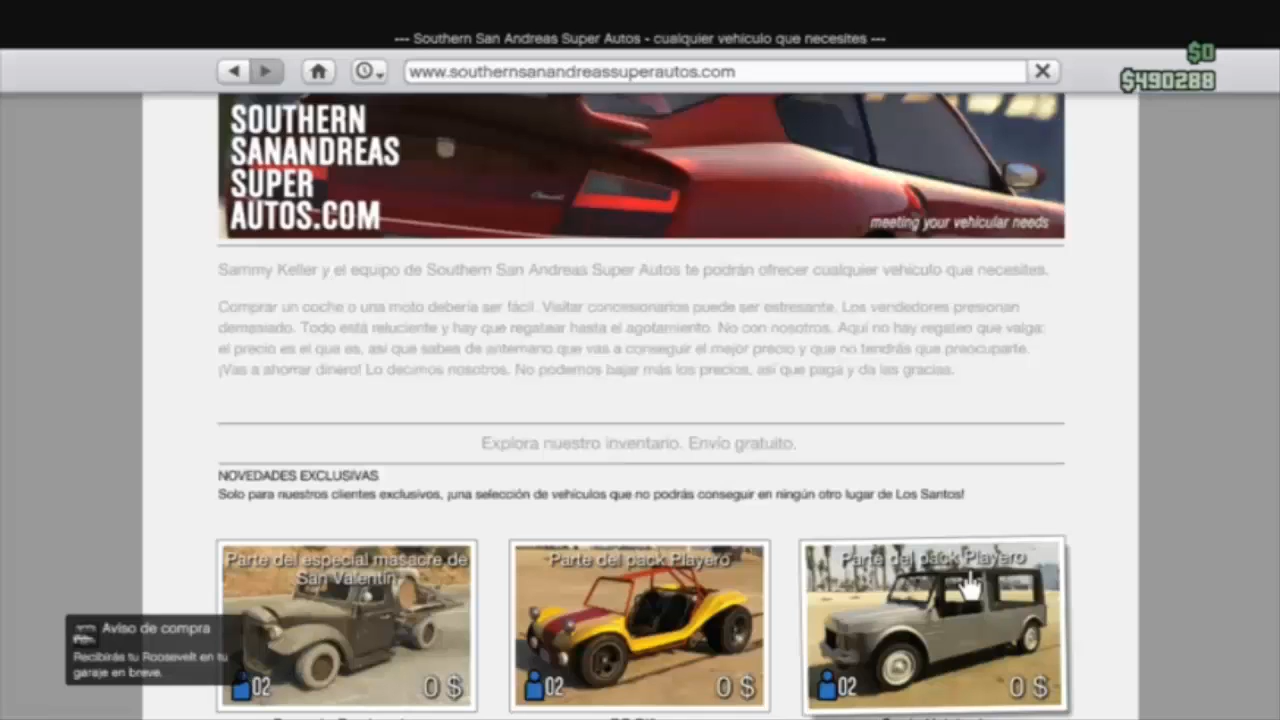 --- Southern San Andreas Super Autos - cualquier vehículo que necesites ---
www.southernsanandreassuperautos.com
$0
$490288
SOUTHERN
SANANDREAS
SUPER
AUTOS.COM
meeting your vehicular needs
Sammy Keller y el equipo de Southern San Andreas Super Autos te podrán ofrecer cualquier vehículo que necesites.
Comprar un coche o una moto debería ser fácil. Visitar concesionarios puede ser estresante. Los vendedores presionan
demasiado. Todo está reluciente y hay que regatear hasta el agotamiento. No con nosotros. Aquí no hay regateo que valga:
el precio es el que es, así que sabes de antemano que vas a conseguir el mejor precio y que no tendrás que preocuparte.
¡Vas a ahorrar dinero! Lo decimos nosotros. No podemos bajar más los precios, así que paga y da las gracias.
Explora nuestro inventario. Envío gratuito.
NOVEDADES EXCLUSIVAS
Solo para nuestros clientes exclusivos, ¡una selección de vehículos que no podrás conseguir en ningún otro lugar de Los Santos!
Parte del especial masacre de
San Valentín
02
0 $
Parte del pack Playero
02
0 $
Parte del pack Playero
02
0 $
Aviso de compra
Recibirás tu Roosevelt en tu
garaje en breve.